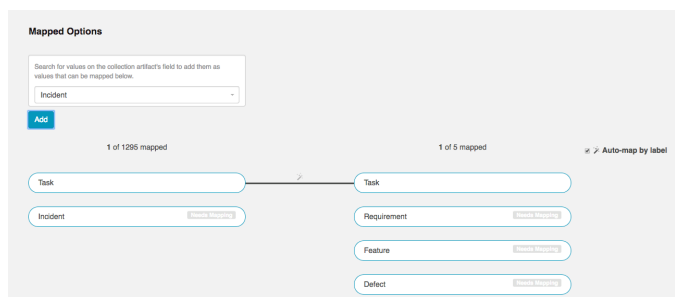 Mapped Options
Search for values on the collection artifact's field to add them as
values that can be mapped below.
Incident
Add
1 of 1295 mapped
1 of 5 mapped
Auto-map by label
Task
Task
Incident
Needs Mapping
Requirement
Needs Mapping
Feature
Needs Mapping
Defect
Needs Mapping